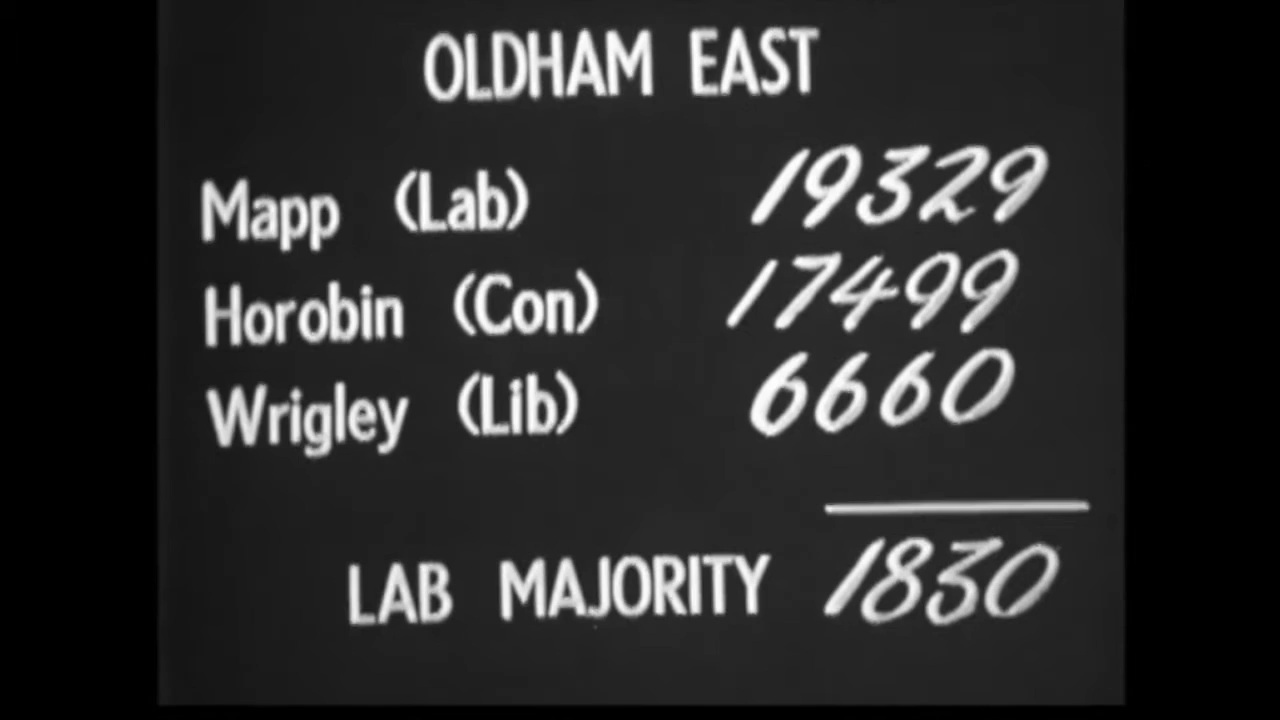 OLDHAM EAST
Mapp (Lab) 19329
Horobin (Con) 17499
Wrigley (Lib) 6660
LAB MAJORITY 1830